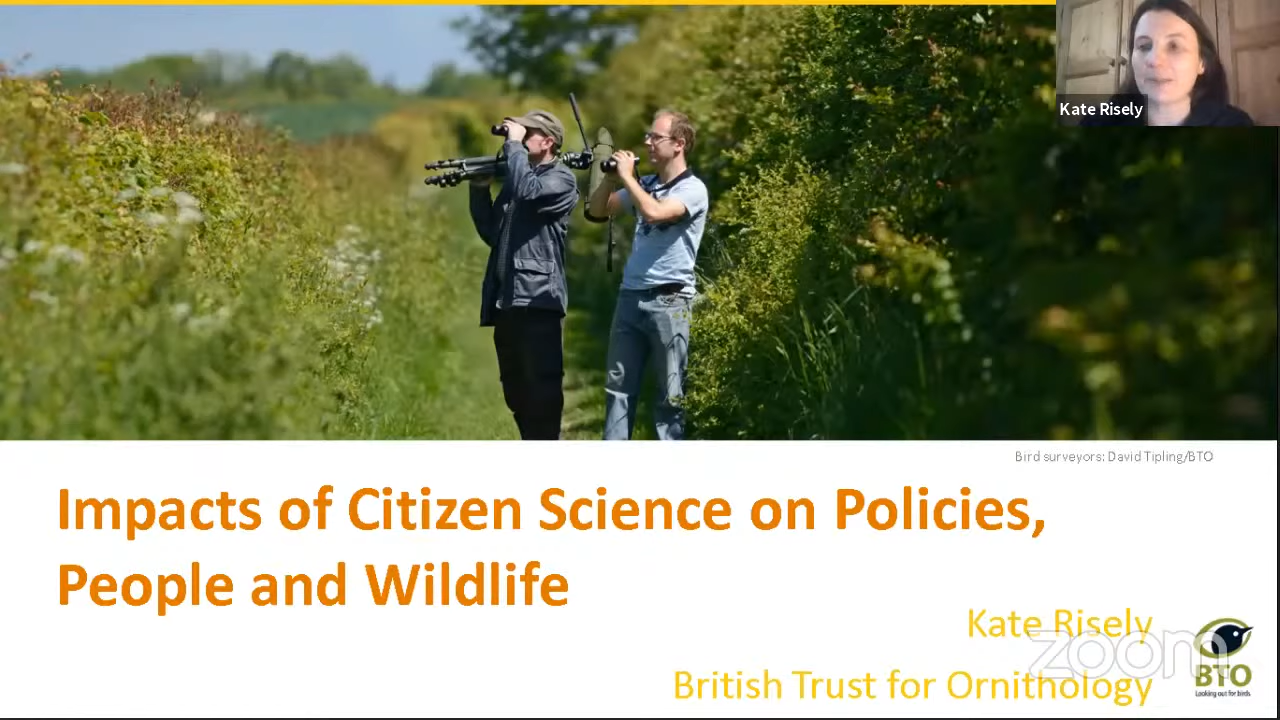 Kate Risely
Bird surveyors: David Tipling/BTO
Impacts of Citizen Science on Policies,
People and Wildlife
Kate Risely
zoom
British Trust for Ornithology
BTO
Looking out for birds